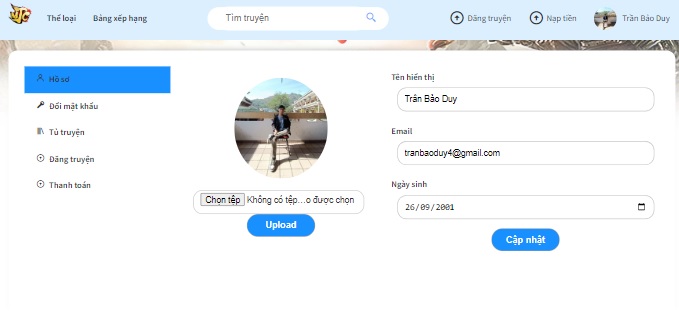 Thể loại
Bảng xếp hạng
Tìm truyện
Đăng truyện
Nạp tiền
Trần Bảo Duy
Hồ sơ
Đổi mật khẩu
Tủ truyện
Đăng truyện
Thanh toán
Chọn tệp Không có tệp...o được chọn
Upload
Tên hiển thị
Trần Bảo Duy
Email
tranbaoduy4@gmail.com
Ngày sinh
26/09/2001
Cập nhật